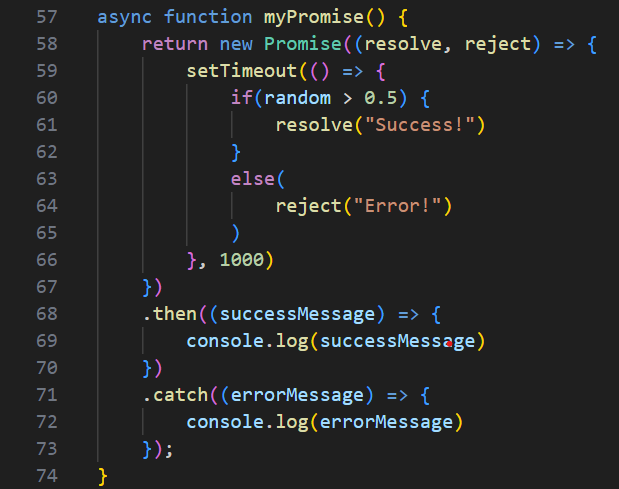 57 async function myPromise() {
58     return new Promise((resolve, reject) => {
59         setTimeout(() => {
60             if(random > 0.5) {
61                 resolve("Success!")
62             }
63             else(
64                 reject("Error!")
65             )
66         }, 1000)
67     })
68     .then((successMessage) => {
69         console.log(successMessage)
70     })
71     .catch((errorMessage) => {
72         console.log(errorMessage)
73     });
74 }